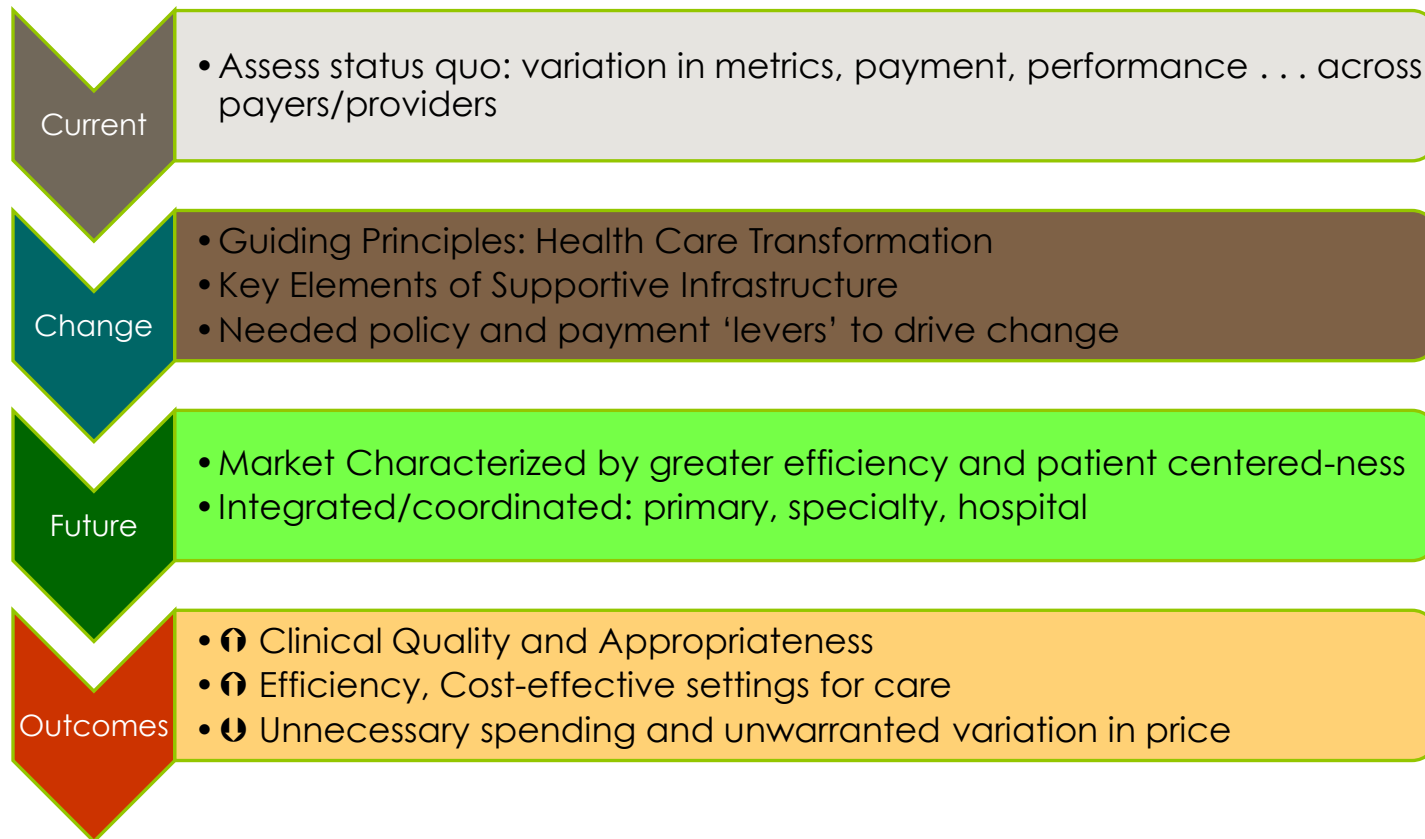 Current
• Assess status quo: variation in metrics, payment, performance . . . across
payers/providers
Change
• Guiding Principles: Health Care Transformation
• Key Elements of Supportive Infrastructure
• Needed policy and payment ‘levers’ to drive change
Future
• Market Characterized by greater efficiency and patient centered-ness
• Integrated/coordinated: primary, specialty, hospital
Outcomes
• ⬆ Clinical Quality and Appropriateness
• ⬆ Efficiency, Cost-effective settings for care
• ⬇ Unnecessary spending and unwarranted variation in price